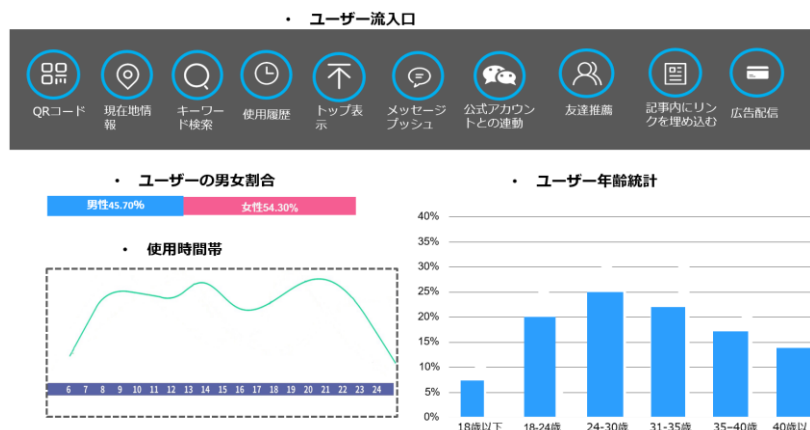 ・ ユーザー流入口
QRコード
現在地情
報
キーワー
ド検索
使用履歴
トップ表
示
メッセージ
プッシュ
公式アカウン
トとの連動
友達推薦
記事内にリン
クを埋め込む
広告配信
・ ユーザーの男女割合
男性45.70%
女性54.30%
・ 使用時間帯
6 7 8 9 10 11 12 13 14 15 16 17 18 19 20 21 22 23 24
・ ユーザー年齢統計
40%
35%
30%
25%
20%
15%
10%
5%
0%
18歳以下 18-24歳 24-30歳 31-35歳 35–40歳 40歳以